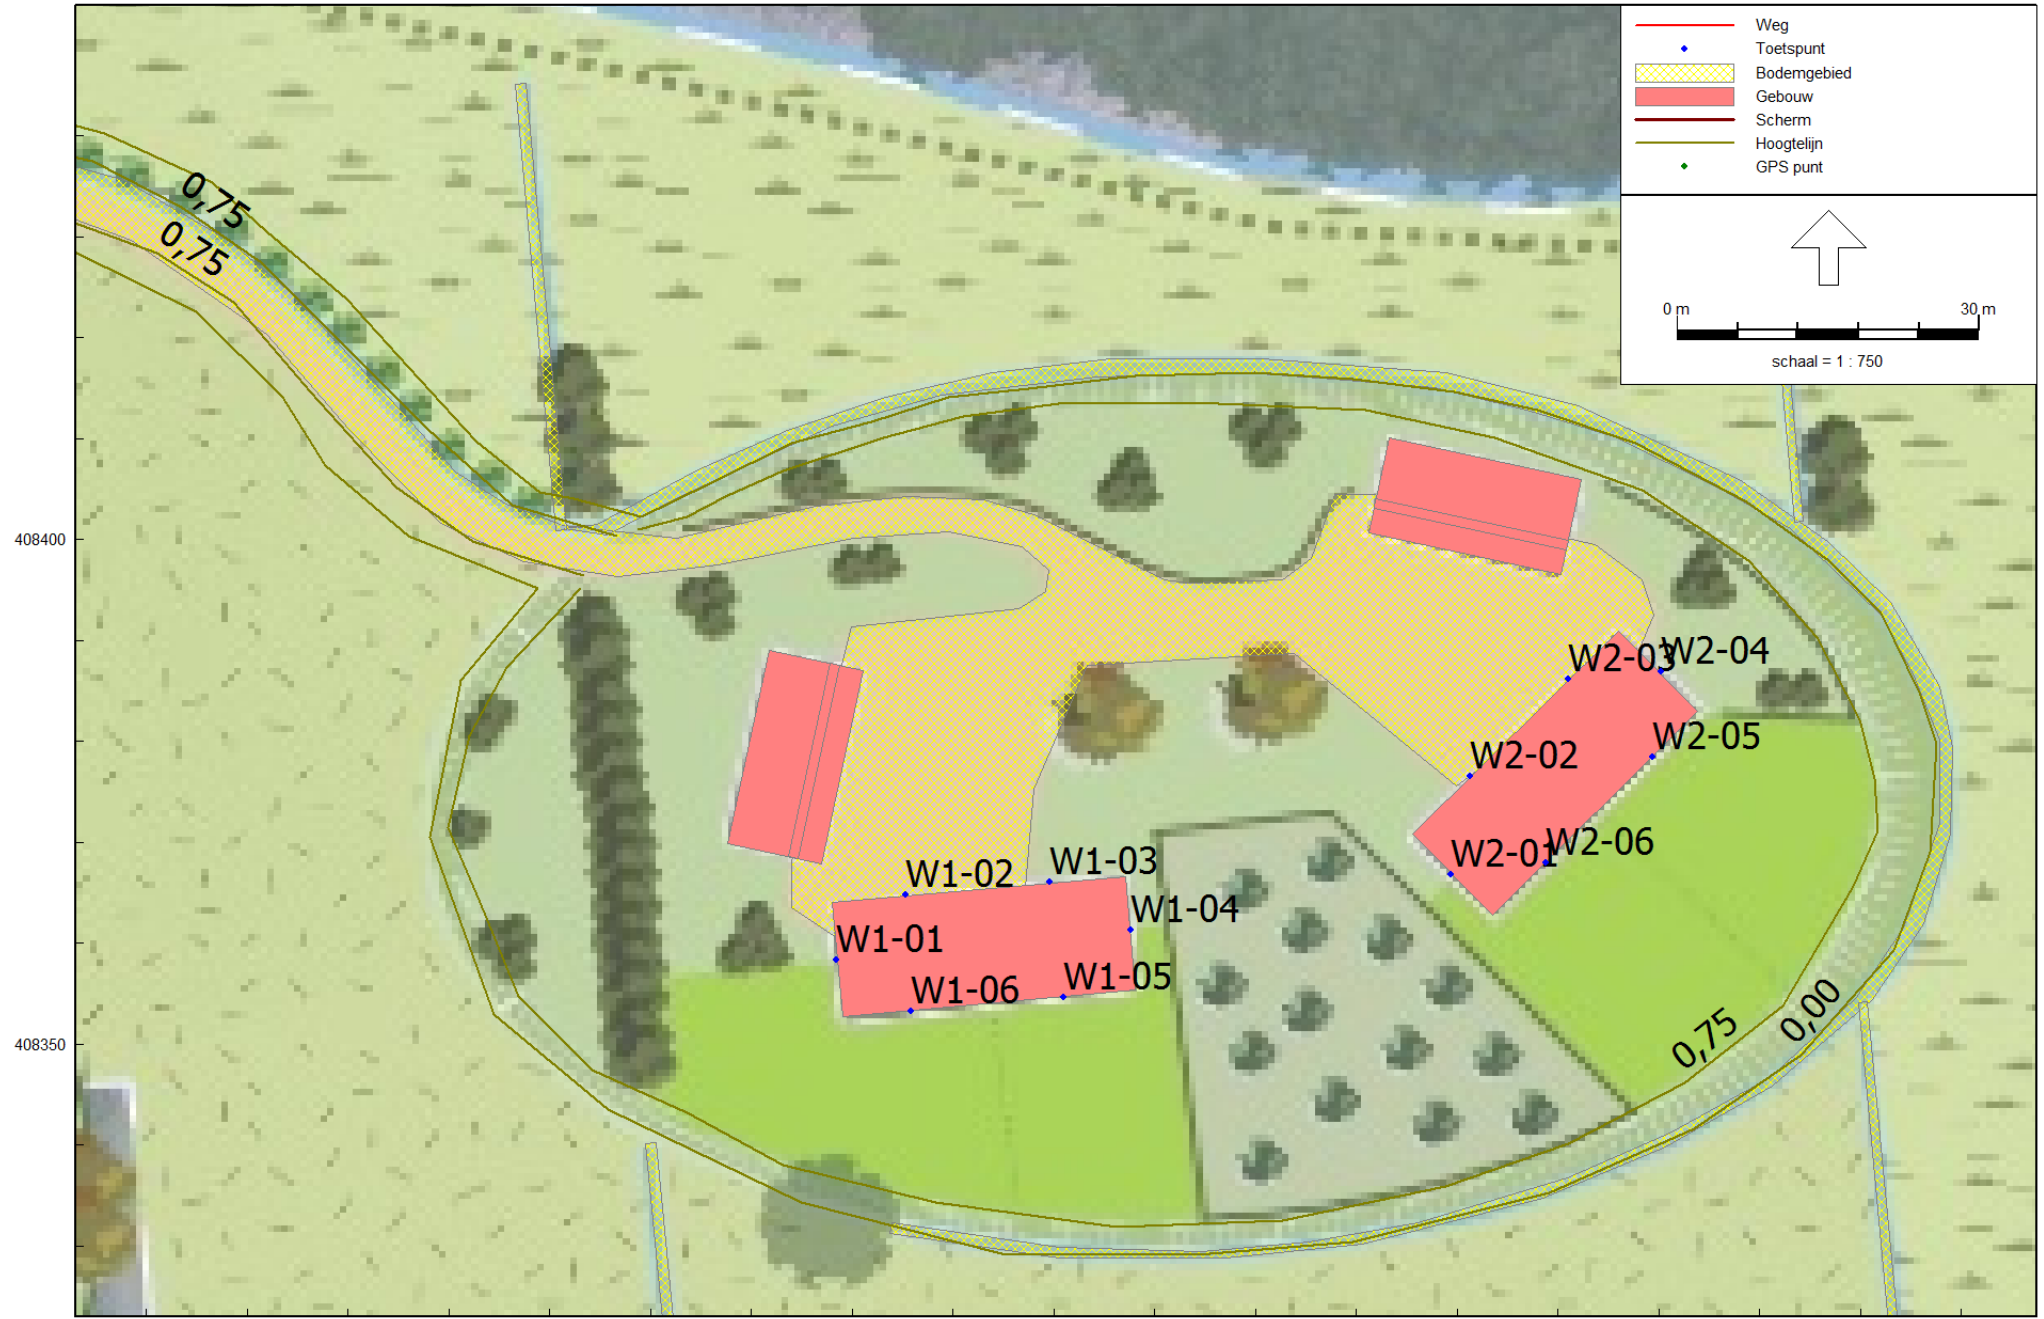 Weg
Toetspunt
Bodemgebied
Gebouw
Scherm
Hoogtelijn
GPS punt
0 m 30 m
schaal = 1 : 750
0,75
0,75
408400
W2-03
W2-04
W2-05
W2-02
W2-06
W2-01
W1-03
W1-02
W1-04
W1-01
W1-05
W1-06
0,00
0,75
408350